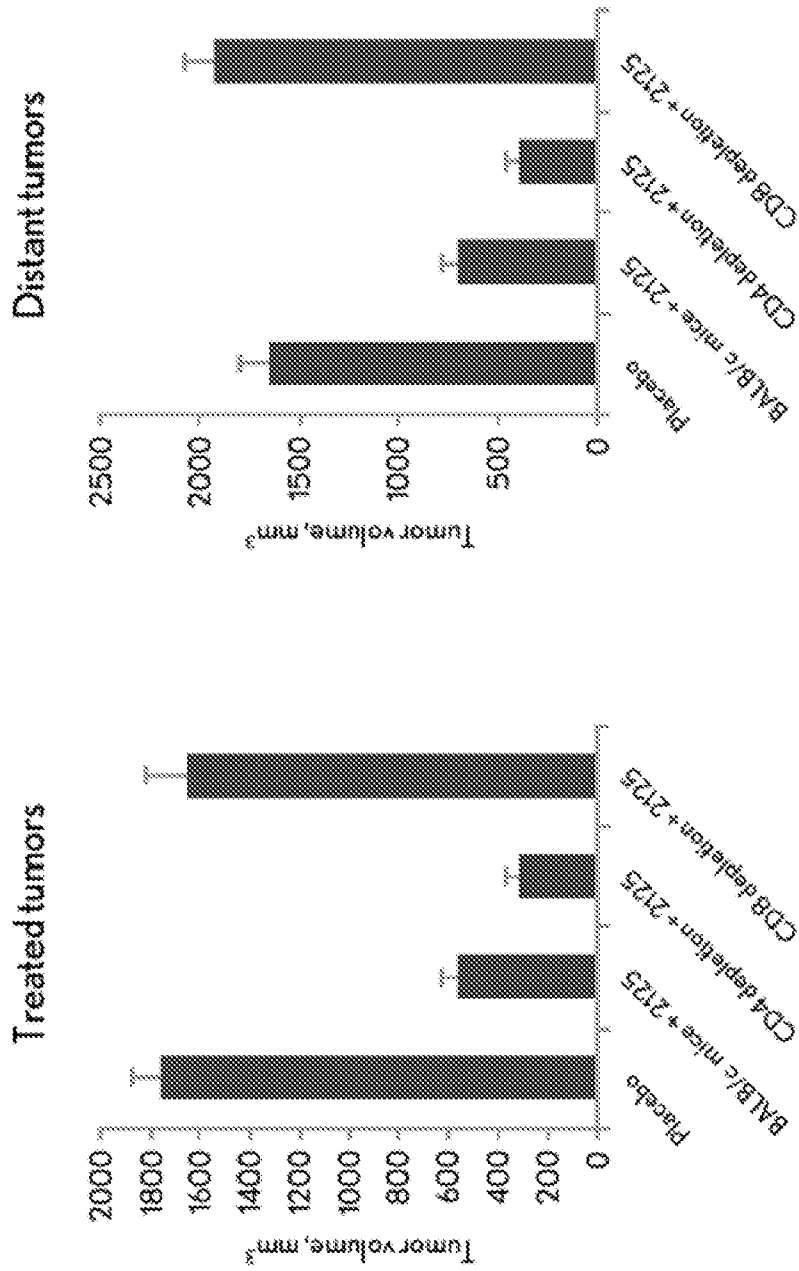 Treated tumors
Tumor volume, mm³
2000
1800
1600
1400
1200
1000
800
600
400
200
0
Placebo
BALB/c mice + 2125
CD4 depletion + 2125
CD8 depletion + 2125
Distant tumors
Tumor volume, mm³
2500
2000
1500
1000
500
0
Placebo
BALB/c mice + 2125
CD4 depletion + 2125
CD8 depletion + 2125